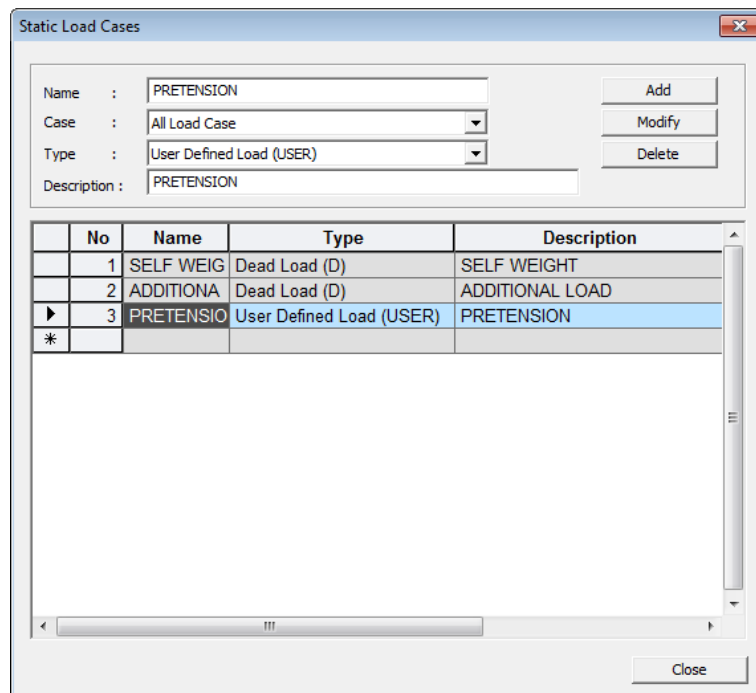 Static Load Cases
Name : PRETENSION Add
Case : All Load Case Modify
Type : User Defined Load (USER) Delete
Description : PRETENSION
No Name Type Description
1 SELF WEIG Dead Load (D) SELF WEIGHT
2 ADDITIONA Dead Load (D) ADDITIONAL LOAD
3 PRETENSIO User Defined Load (USER) PRETENSION
Close